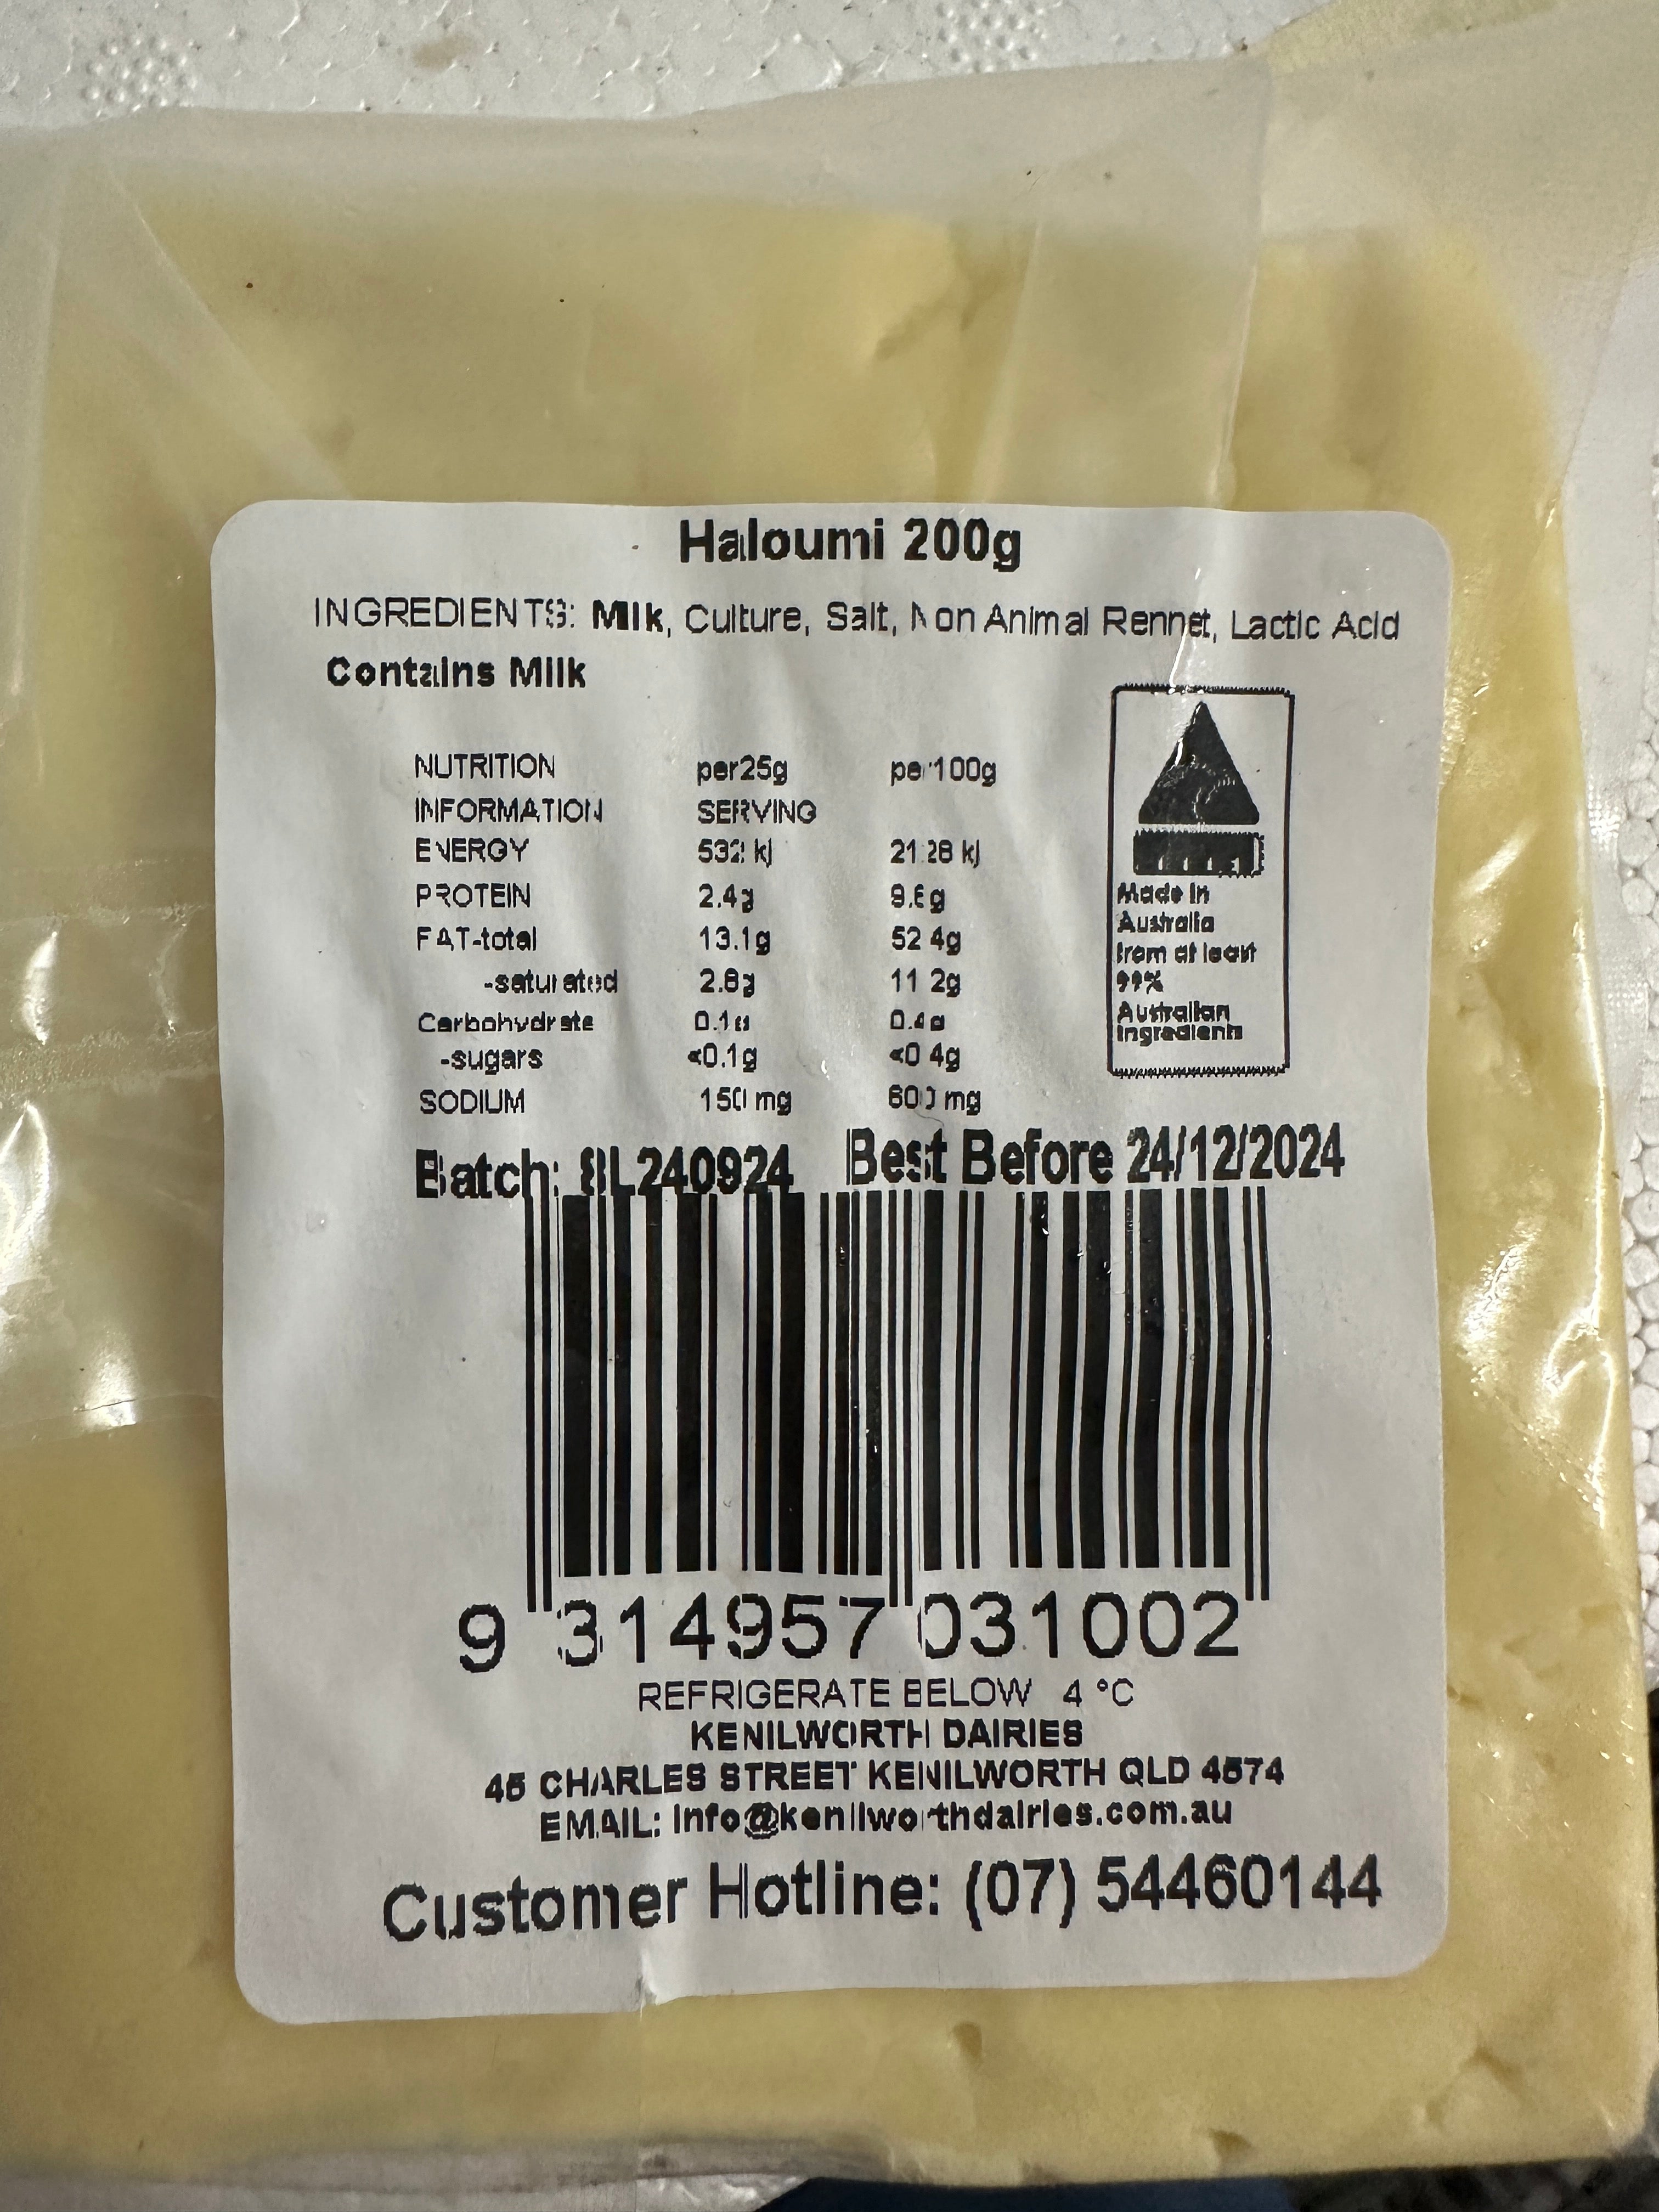 Haloumi 200g
INGREDIENTS: Milk, Culture, Salt, Non Animal Rennet, Lactic Acid
Contains Milk
NUTRITION per25g per100g
INFORMATION SERVING
ENERGY 532 kj 2128 kj
PROTEIN 2.4g 9.6g
FAT-total 13.1g 52.4g
-saturated 2.8g 11.2g
Carbohydrate 0.1g 0.4g
-sugars <0.1g <0.4g
SODIUM 150 mg 600 mg
Made in
Australia
from at least
99%
Australian
ingredients
Batch: L240924 Best Before 24/12/2024
9 314957 031002
REFRIGERATE BELOW 4 °C
KENILWORTH DAIRIES
45 CHARLES STREET KENILWORTH QLD 4574
EMAIL: info@kenilworthdairies.com.au
Customer Hotline: (07) 54460144